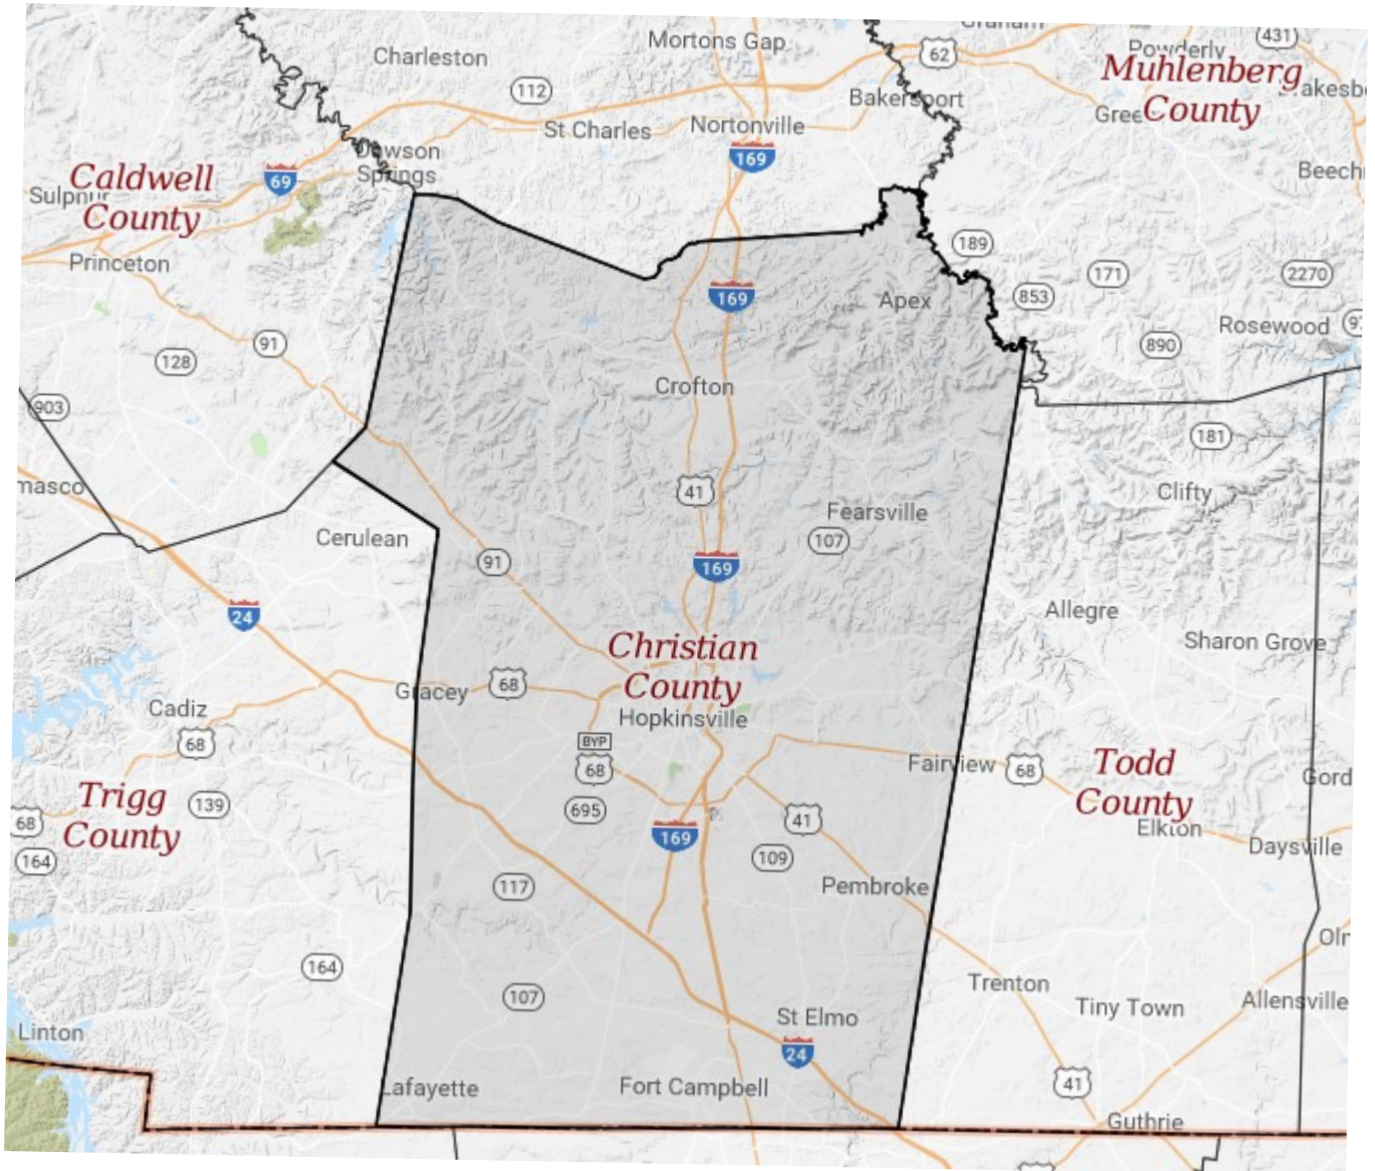 Graham
Charleston
Mortons Gap
62
431
Powderly
Muhlenberg
County
112
Bakersport
St Charles
Nortonville
169
Dawson
Springs
Caldwell
County
69
Beech
Princeton
189
171
2270
853
169
Apex
Rosewood
890
91
128
Crofton
903
181
41
Clifty
Fearsville
107
Cerulean
91
169
24
Allegre
Sharon Grove
Christian
County
Hopkinsville
Gracey
68
Cadiz
68
BYP
68
Fairview
68
Todd
County
Elkton
Gord
Trigg
County
139
68
164
695
169
41
109
Daysville
117
Pembroke
164
107
Trenton
Tiny Town
Allensville
St Elmo
24
Linton
Lafayette
Fort Campbell
41
Guthrie